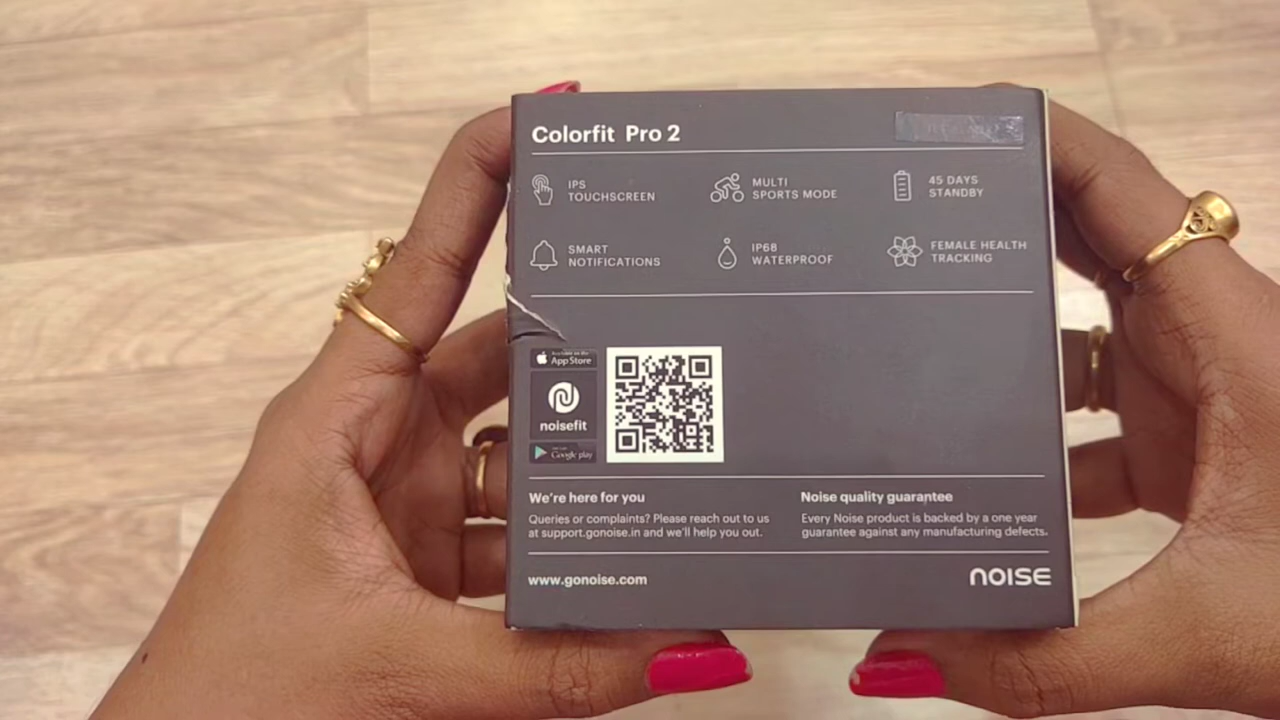 Colorfit Pro 2
IPS
TOUCHSCREEN
MULTI
SPORTS MODE
45 DAYS
STANDBY
SMART
NOTIFICATIONS
IP68
WATERPROOF
FEMALE HEALTH
TRACKING
App Store
noisefit
Google play
We're here for you
Queries or complaints? Please reach out to us
at support.gonoise.in and we'll help you out.
Noise quality guarantee
Every Noise product is backed by a one year
guarantee against any manufacturing defects.
www.gonoise.com
NOISE